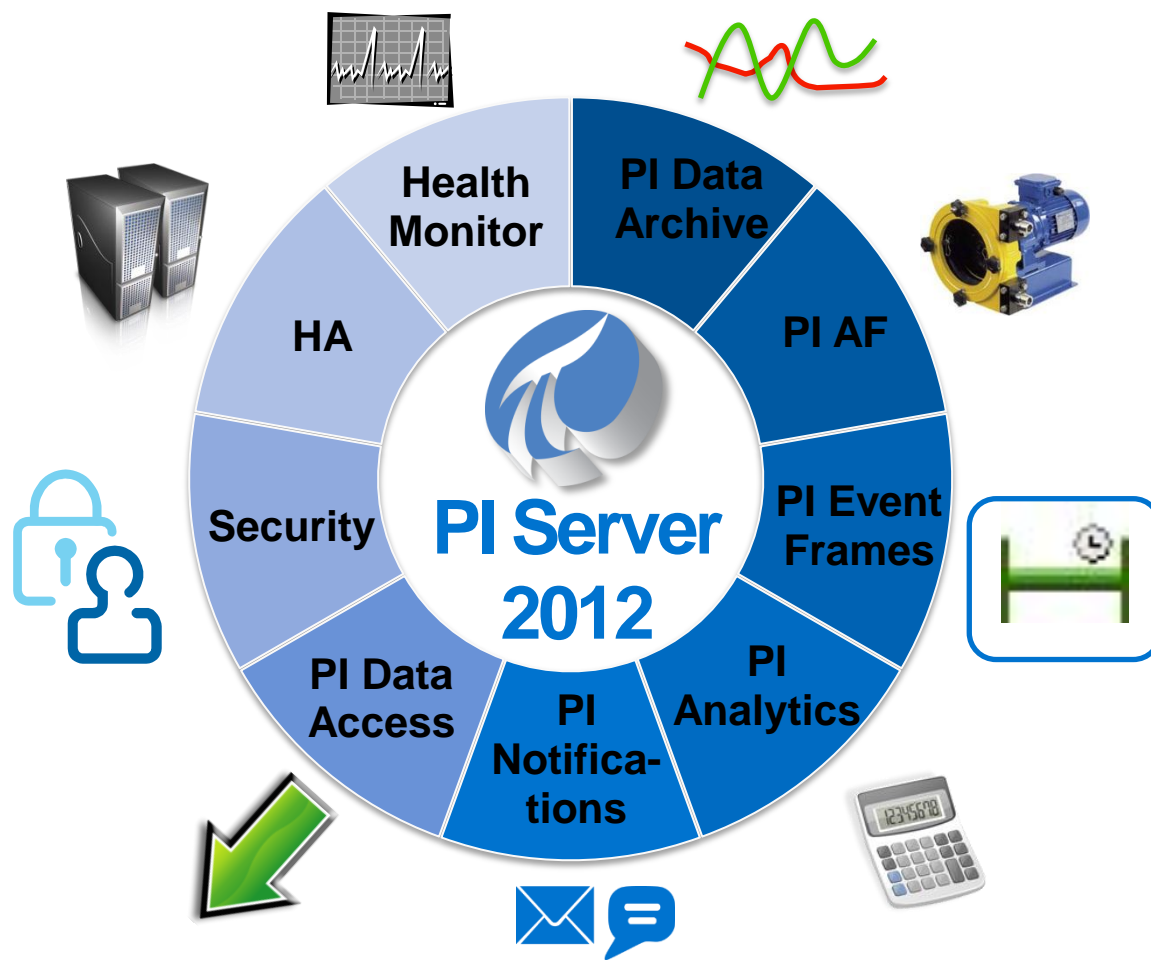 Health
Monitor
PI Data
Archive
PI AF
PI Event
Frames
PI
Analytics
PI
Notifica-
tions
PI Data
Access
Security
HA
PI Server
2012
12345678